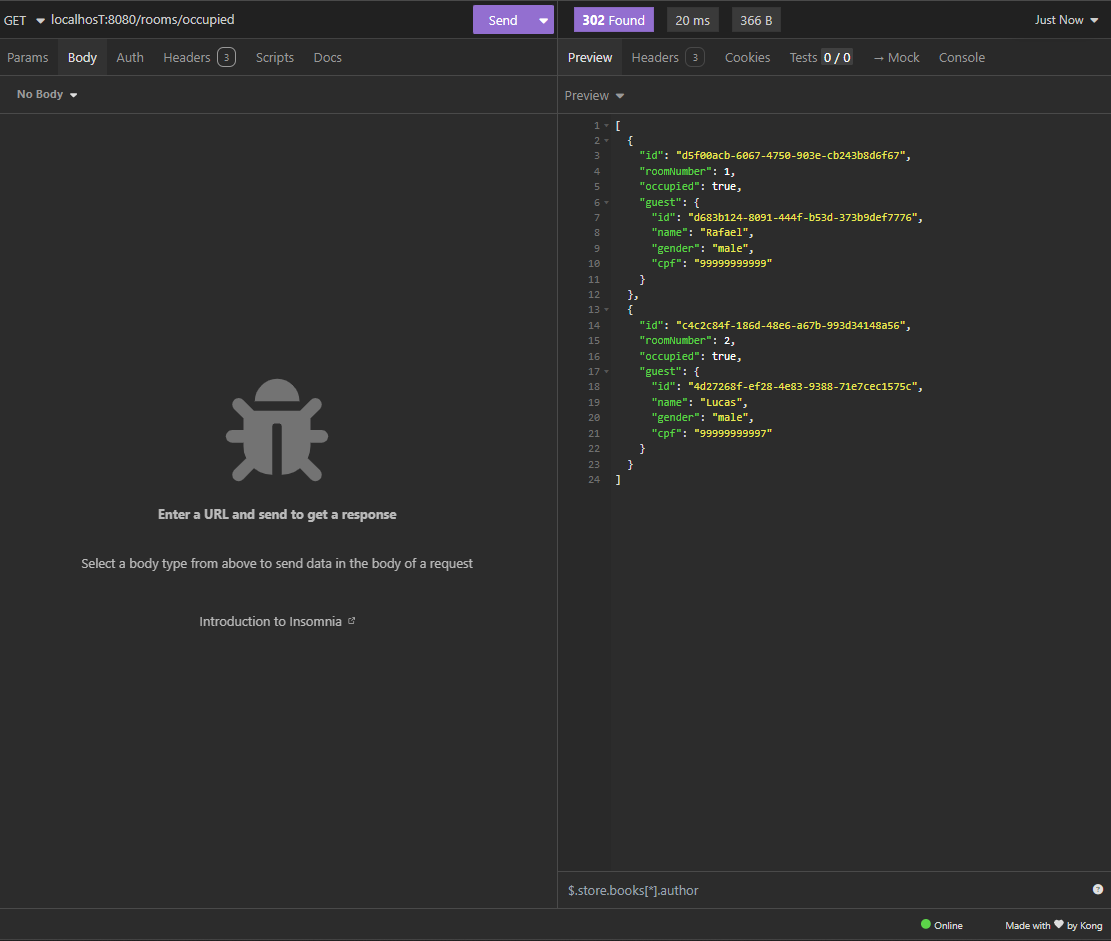 GET localhosT:8080/rooms/occupied Send
302 Found 20 ms 366 B Just Now
Params Body Auth Headers 3 Scripts Docs
Preview Headers 3 Cookies Tests 0 / 0 → Mock Console
No Body
Preview
1 [
2 {
3 "id": "d5f00acb-6067-4750-903e-cb243b8d6f67",
4 "roomNumber": 1,
5 "occupied": true,
6 "guest": {
7 "id": "d683b124-8091-444f-b53d-373b9def7776",
8 "name": "Rafael",
9 "gender": "male",
10 "cpf": "99999999999"
11 }
12 },
13 {
14 "id": "c4c2c84f-186d-48e6-a67b-993d34148a56",
15 "roomNumber": 2,
16 "occupied": true,
17 "guest": {
18 "id": "4d27268f-ef28-4e83-9388-71e7cec1575c",
19 "name": "Lucas",
20 "gender": "male",
21 "cpf": "99999999997"
22 }
23 }
24 ]
Enter a URL and send to get a response
Select a body type from above to send data in the body of a request
Introduction to Insomnia
$.store.books[*].author
?
Online Made with ♥ by Kong